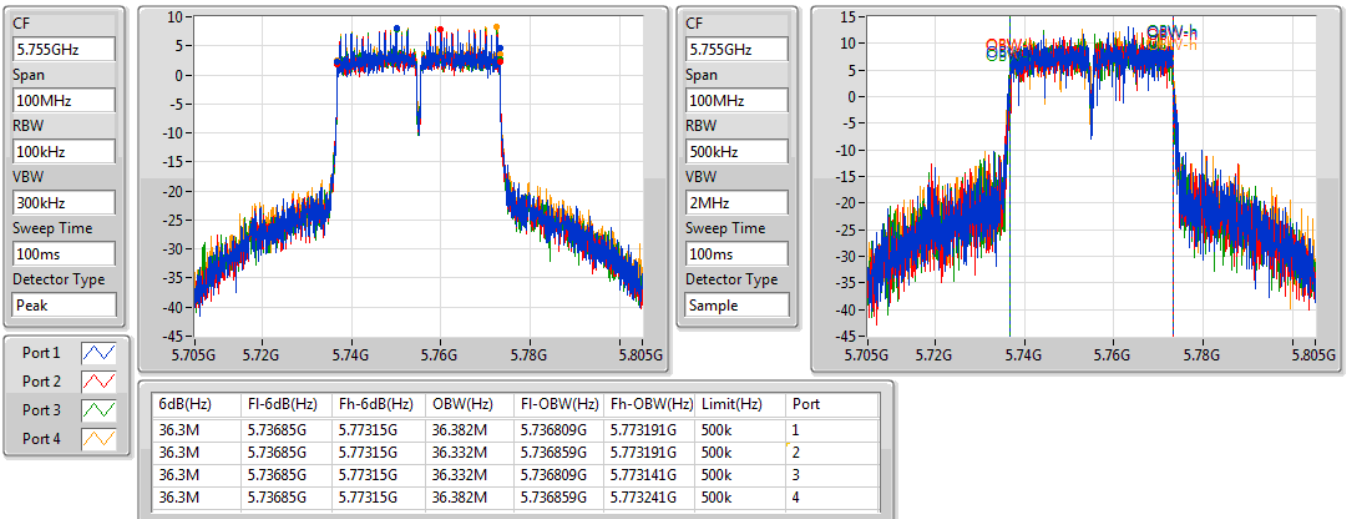 CF
5.755GHz
Span
100MHz
RBW
100kHz
VBW
300kHz
Sweep Time
100ms
Detector Type
Peak
10
5
0
-5
-10
-15
-20
-25
-30
-35
-40
-45
5.705G 5.72G 5.74G 5.76G 5.78G 5.805G
CF
5.755GHz
Span
100MHz
RBW
500kHz
VBW
2MHz
Sweep Time
100ms
Detector Type
Sample
15
10
5
0
-5
-10
-15
-20
-25
-30
-35
-40
-45
OBW-h
5.705G 5.72G 5.74G 5.76G 5.78G 5.805G
Port 1
Port 2
Port 3
Port 4
6dB(Hz) Fl-6dB(Hz) Fh-6dB(Hz) OBW(Hz) Fl-OBW(Hz) Fh-OBW(Hz) Limit(Hz) Port
36.3M 5.73685G 5.77315G 36.382M 5.736809G 5.773191G 500k 1
36.3M 5.73685G 5.77315G 36.332M 5.736859G 5.773191G 500k 2
36.3M 5.73685G 5.77315G 36.332M 5.736809G 5.773141G 500k 3
36.3M 5.73685G 5.77315G 36.382M 5.736859G 5.773241G 500k 4